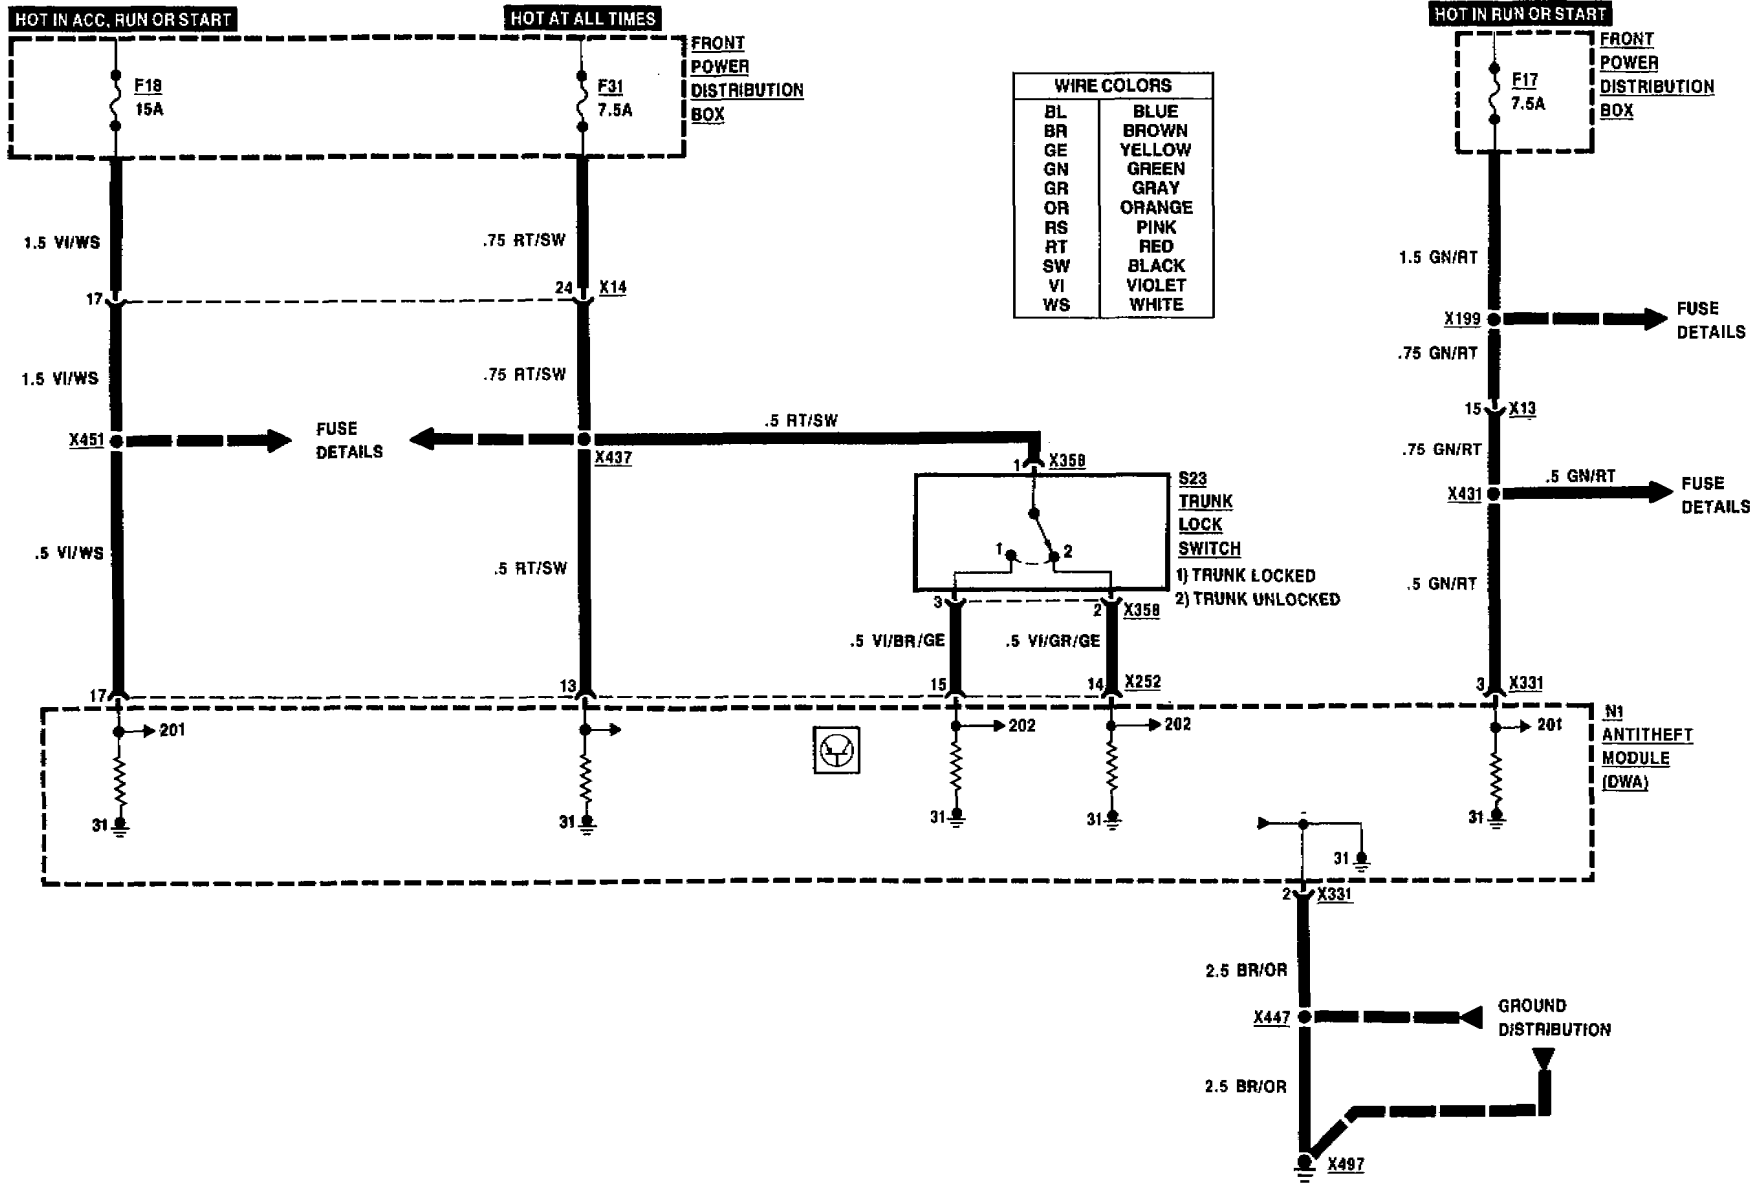 HOT IN ACC, RUN OR START
HOT AT ALL TIMES
HOT IN RUN OR START
FRONT
POWER
DISTRIBUTION
BOX
FRONT
POWER
DISTRIBUTION
BOX
F18
15A
F31
7.5A
F17
7.5A
WIRE COLORS
BL BLUE
BR BROWN
GE YELLOW
GN GREEN
GR GRAY
OR ORANGE
RS PINK
RT RED
SW BLACK
VI VIOLET
WS WHITE
1.5 VI/WS
.75 RT/SW
1.5 GN/RT
17
24 X14
X199
FUSE
DETAILS
.75 GN/RT
1.5 VI/WS
.75 RT/SW
15 X13
X451
FUSE
DETAILS
X437
.5 RT/SW
.75 GN/RT
1 X358
X431
.5 GN/RT
FUSE
DETAILS
S23
TRUNK
LOCK
SWITCH
1) TRUNK LOCKED
2) TRUNK UNLOCKED
1
2
.5 VI/WS
.5 RT/SW
.5 GN/RT
3
2 X358
.5 VI/BR/GE
.5 VI/GR/GE
17
13
15
14 X252
3 X331
201
202
202
201
N1
ANTITHEFT
MODULE
(DWA)
31
31
31
31
31
31
2 X331
2.5 BR/OR
X447
GROUND
DISTRIBUTION
2.5 BR/OR
X497